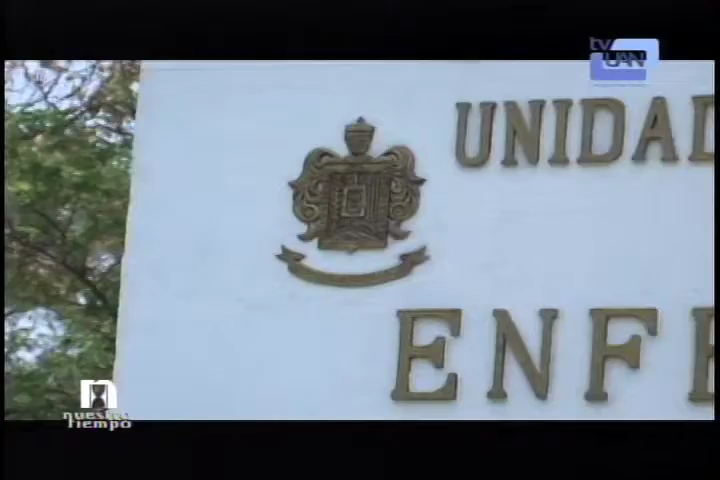 tv
UAN
UNIDAD
ENFE
nuestro
tiempo